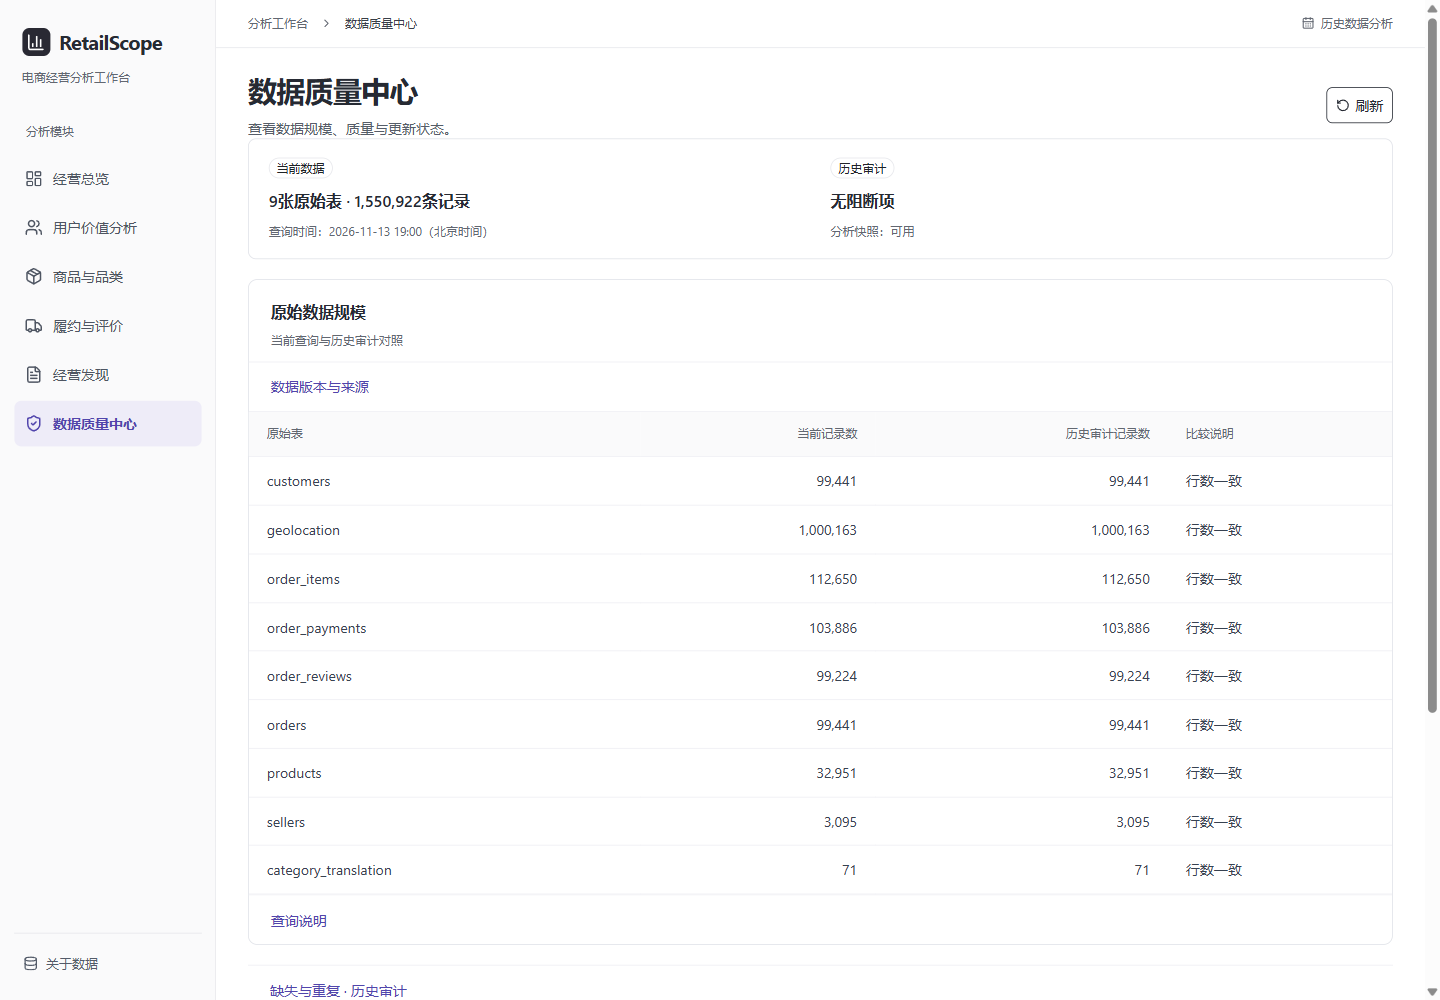 RetailScope
电商经营分析工作台
分析模块
经营总览
用户价值分析
商品与品类
履约与评价
经营发现
数据质量中心
关于数据
分析工作台 > 数据质量中心
历史数据分析
数据质量中心
查看数据规模、质量与更新状态。
刷新
当前数据
9张原始表 · 1,550,922条记录
查询时间：2026-11-13 19:00（北京时间）
历史审计
无阻断项
分析快照：可用
原始数据规模
当前查询与历史审计对照
数据版本与来源
原始表 当前记录数 历史审计记录数 比较说明
customers 99,441 99,441 行数一致
geolocation 1,000,163 1,000,163 行数一致
order_items 112,650 112,650 行数一致
order_payments 103,886 103,886 行数一致
order_reviews 99,224 99,224 行数一致
orders 99,441 99,441 行数一致
products 32,951 32,951 行数一致
sellers 3,095 3,095 行数一致
category_translation 71 71 行数一致
查询说明
缺失与重复 · 历史审计